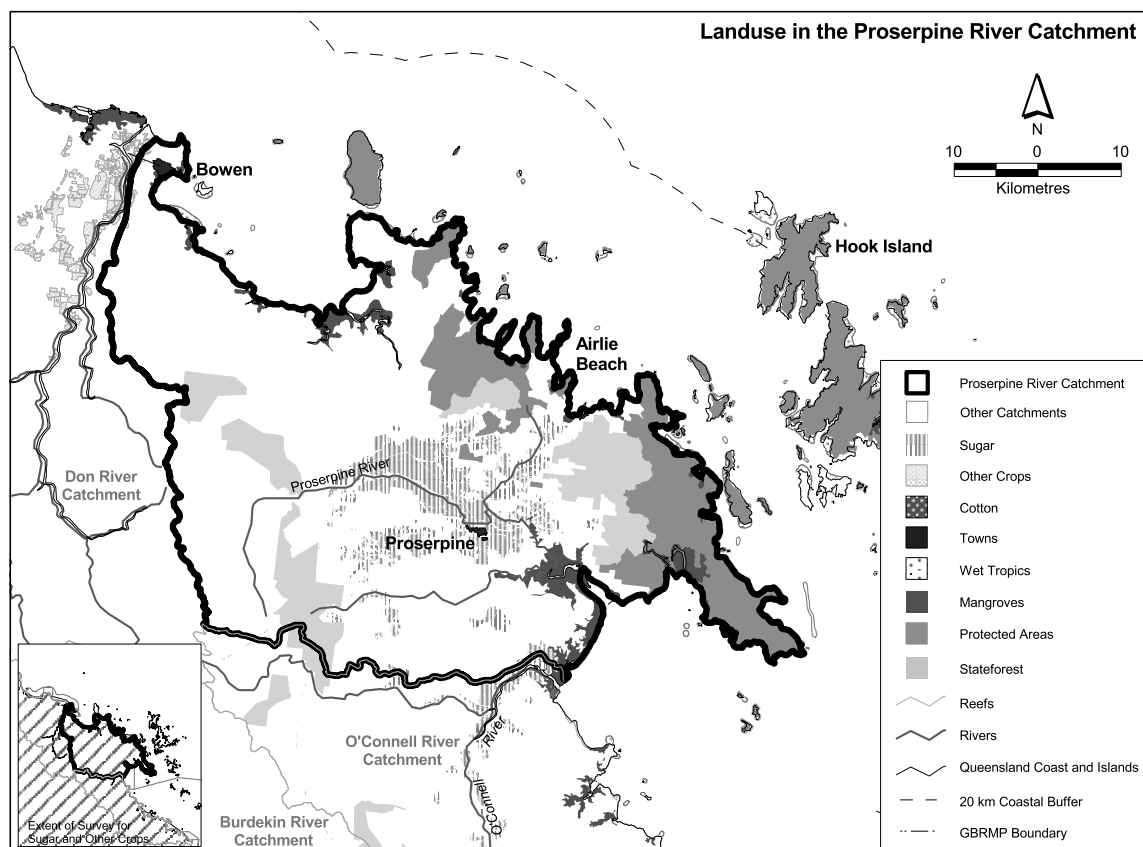 Landuse in the Proserpine River Catchment
N
10 0 10
Kilometres
Bowen
Hook Island
Airlie
Beach
Don River
Catchment
Proserpine River
Proserpine
O'Connell River
Catchment
O'Connell River
Burdekin River
Catchment
Extent of Survey for
Sugar and Other Crops
Proserpine River Catchment
Other Catchments
Sugar
Other Crops
Cotton
Towns
Wet Tropics
Mangroves
Protected Areas
Stateforest
Reefs
Rivers
Queensland Coast and Islands
20 km Coastal Buffer
GBRMP Boundary